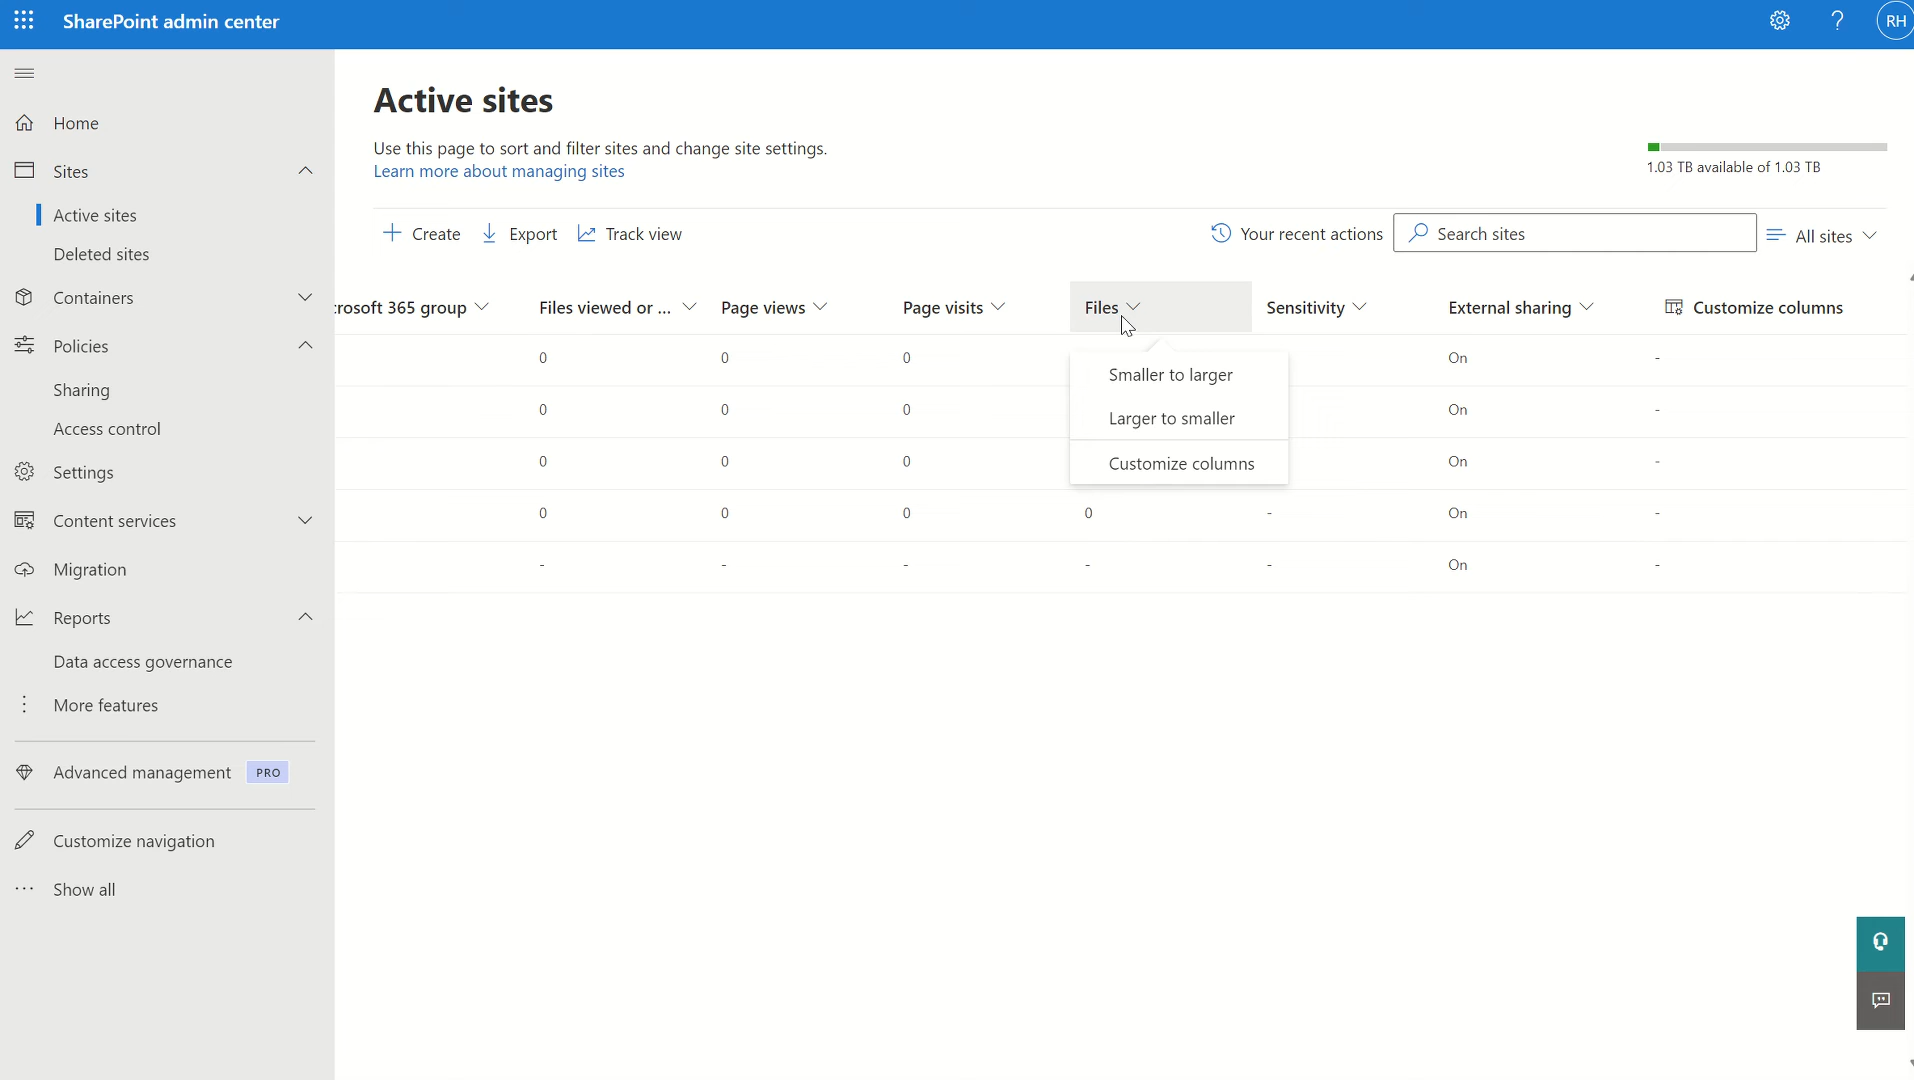 SharePoint admin center
RH
Home
Sites
Active sites
Deleted sites
Containers
Policies
Sharing
Access control
Settings
Content services
Migration
Reports
Data access governance
More features
Advanced management PRO
Customize navigation
Show all
Active sites
Use this page to sort and filter sites and change site settings.
Learn more about managing sites
1.03 TB available of 1.03 TB
Create Export Track view Your recent actions Search sites All sites
crosoft 365 group Files viewed or ... Page views Page visits Files Sensitivity External sharing Customize columns
0 0 0 On -
0 0 0 On -
0 0 0 On -
0 0 0 0 - On -
- - - - - On -
Smaller to larger
Larger to smaller
Customize columns